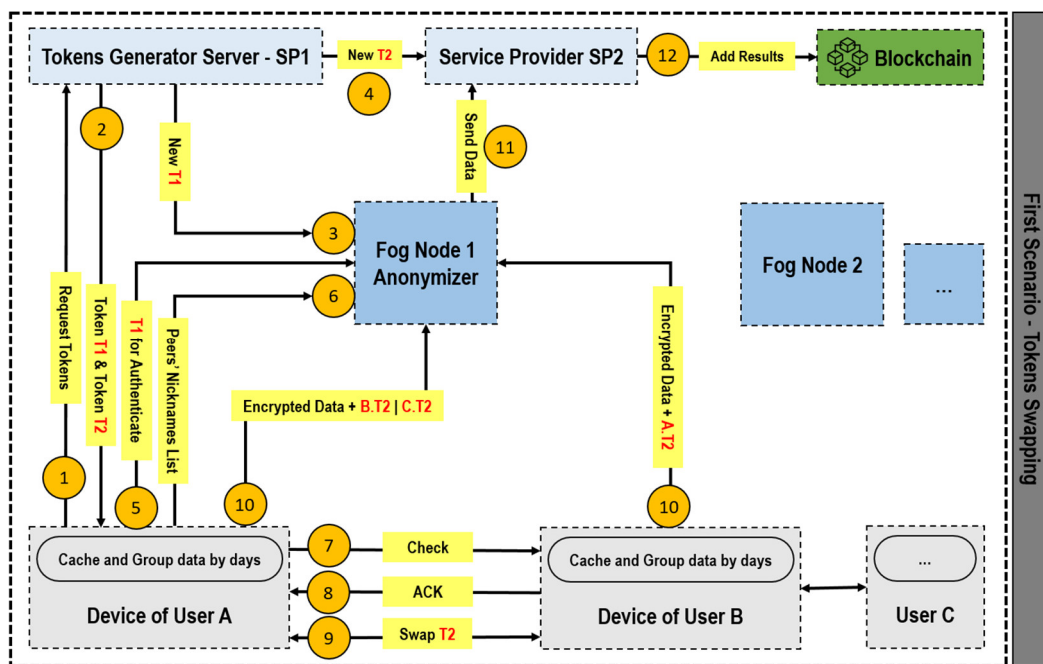 Tokens Generator Server - SP1
New T2
4
Service Provider SP2
12
Add Results
Blockchain
2
New T1
Send Data
11
3
Fog Node 1
Anonymizer
6
Fog Node 2
...
Request Tokens
Token T1 & Token T2
T1 for Authenticate
Peers' Nicknames List
Encrypted Data + B.T2 | C.T2
Encrypted Data + A.T2
1
5
10
10
Cache and Group data by days
Device of User A
7
Check
8
ACK
9
Swap T2
Cache and Group data by days
Device of User B
...
User C
First Scenario - Tokens Swapping